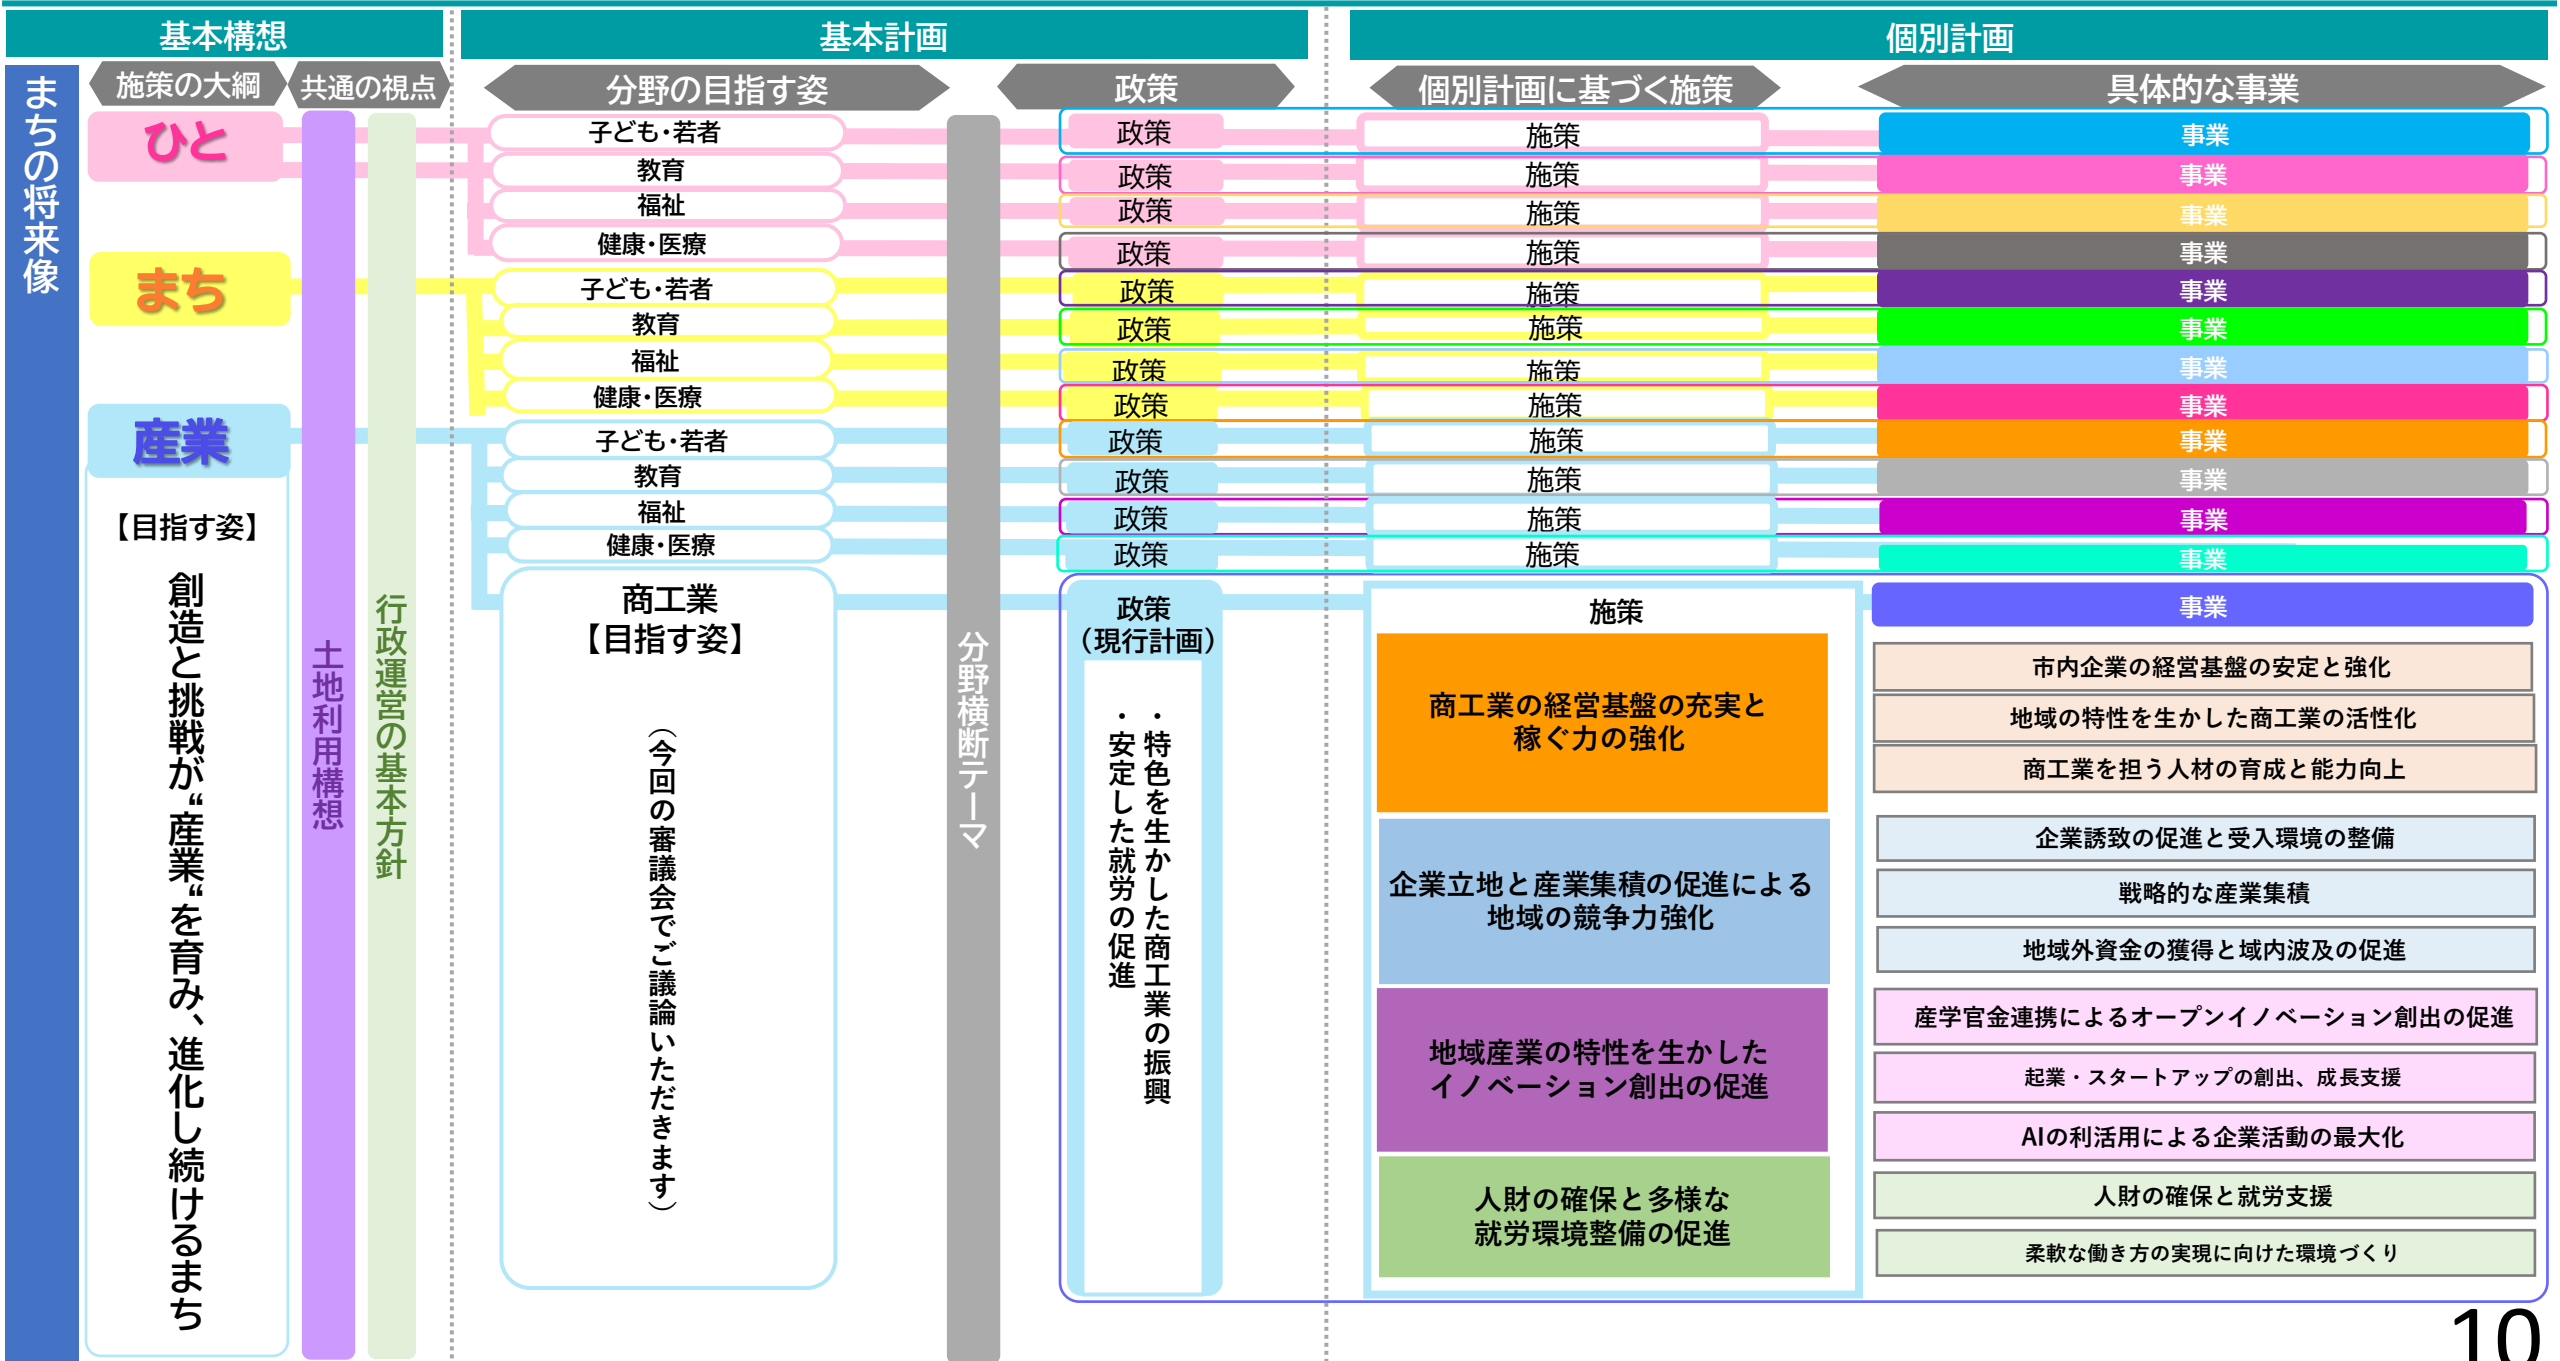 基本構想
基本計画
個別計画
まちの将来像
施策の大綱
共通の視点
分野の目指す姿
政策
個別計画に基づく施策
具体的な事業
ひと
子ども・若者
政策
施策
事業
教育
政策
施策
事業
福祉
政策
施策
事業
健康・医療
政策
施策
事業
まち
子ども・若者
政策
施策
事業
教育
政策
施策
事業
福祉
政策
施策
事業
健康・医療
政策
施策
事業
産業
子ども・若者
政策
施策
事業
教育
政策
施策
事業
福祉
政策
施策
事業
健康・医療
政策
施策
事業
【目指す姿】
創造と挑戦が“産業“を育み、進化し続けるまち
土地利用構想
行政運営の基本方針
商工業
【目指す姿】
（今回の審議会でご議論いただきます）
分野横断テーマ
政策
（現行計画）
・特色を生かした商工業の振興
・安定した就労の促進
施策
商工業の経営基盤の充実と
稼ぐ力の強化
企業立地と産業集積の促進による
地域の競争力強化
地域産業の特性を生かした
イノベーション創出の促進
人財の確保と多様な
就労環境整備の促進
事業
市内企業の経営基盤の安定と強化
地域の特性を生かした商工業の活性化
商工業を担う人材の育成と能力向上
企業誘致の促進と受入環境の整備
戦略的な産業集積
地域外資金の獲得と域内波及の促進
産学官金連携によるオープンイノベーション創出の促進
起業・スタートアップの創出、成長支援
AIの利活用による企業活動の最大化
人財の確保と就労支援
柔軟な働き方の実現に向けた環境づくり
10